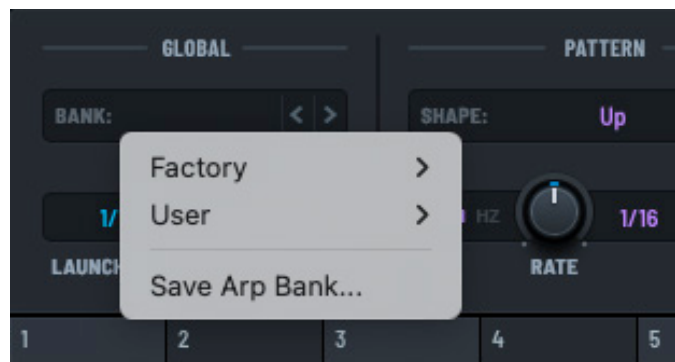 GLOBAL
PATTERN
BANK:
< >
SHAPE:
Up
Factory >
User >
Save Arp Bank...
1/
HZ
1/16
RATE
1
2
3
4
5